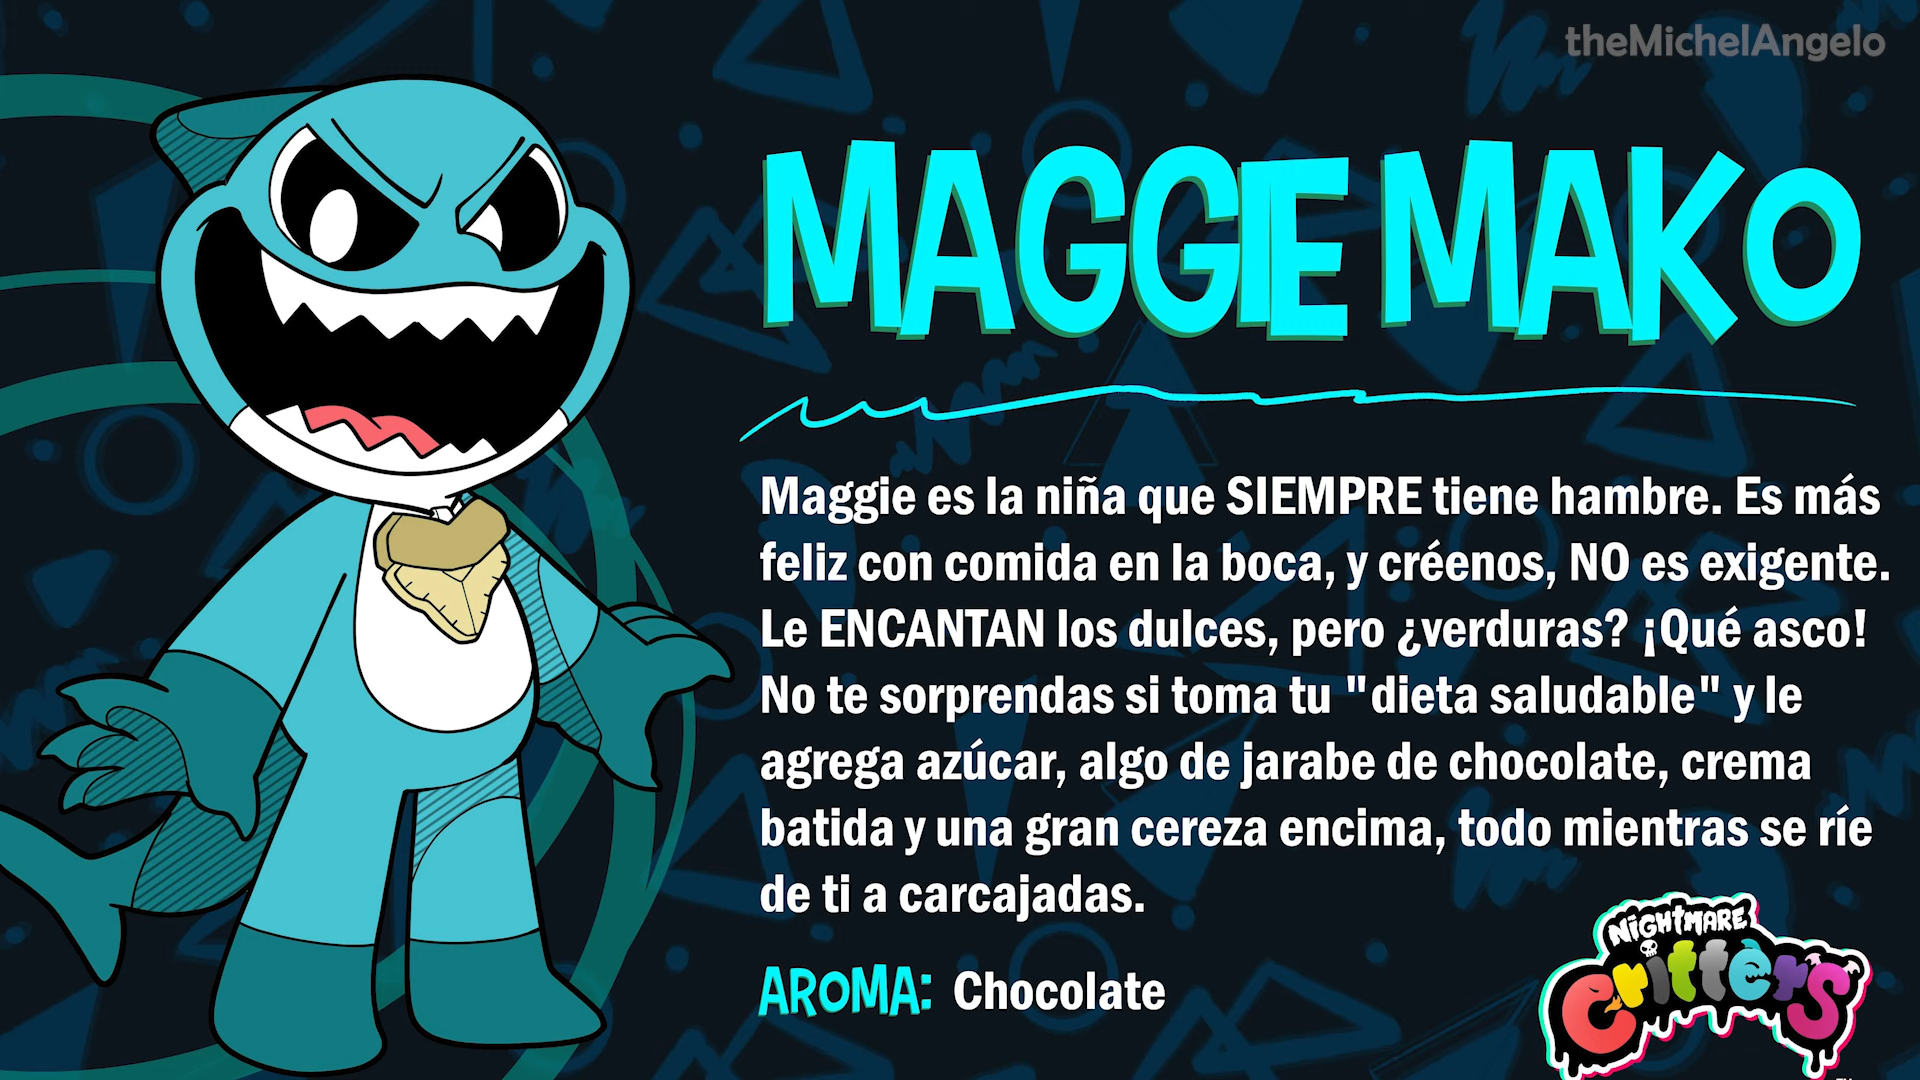 theMichelAngelo
MAGGIE MAKO
Maggie es la niña que SIEMPRE tiene hambre. Es más
feliz con comida en la boca, y créenos, NO es exigente.
Le ENCANTAN los dulces, pero ¿verduras? ¡Qué asco!
No te sorprendas si toma tu "dieta saludable" y le
agrega azúcar, algo de jarabe de chocolate, crema
batida y una gran cereza encima, todo mientras se ríe
de ti a carcajadas.
AROMA: Chocolate
NIGHTMARE
CRITTERS